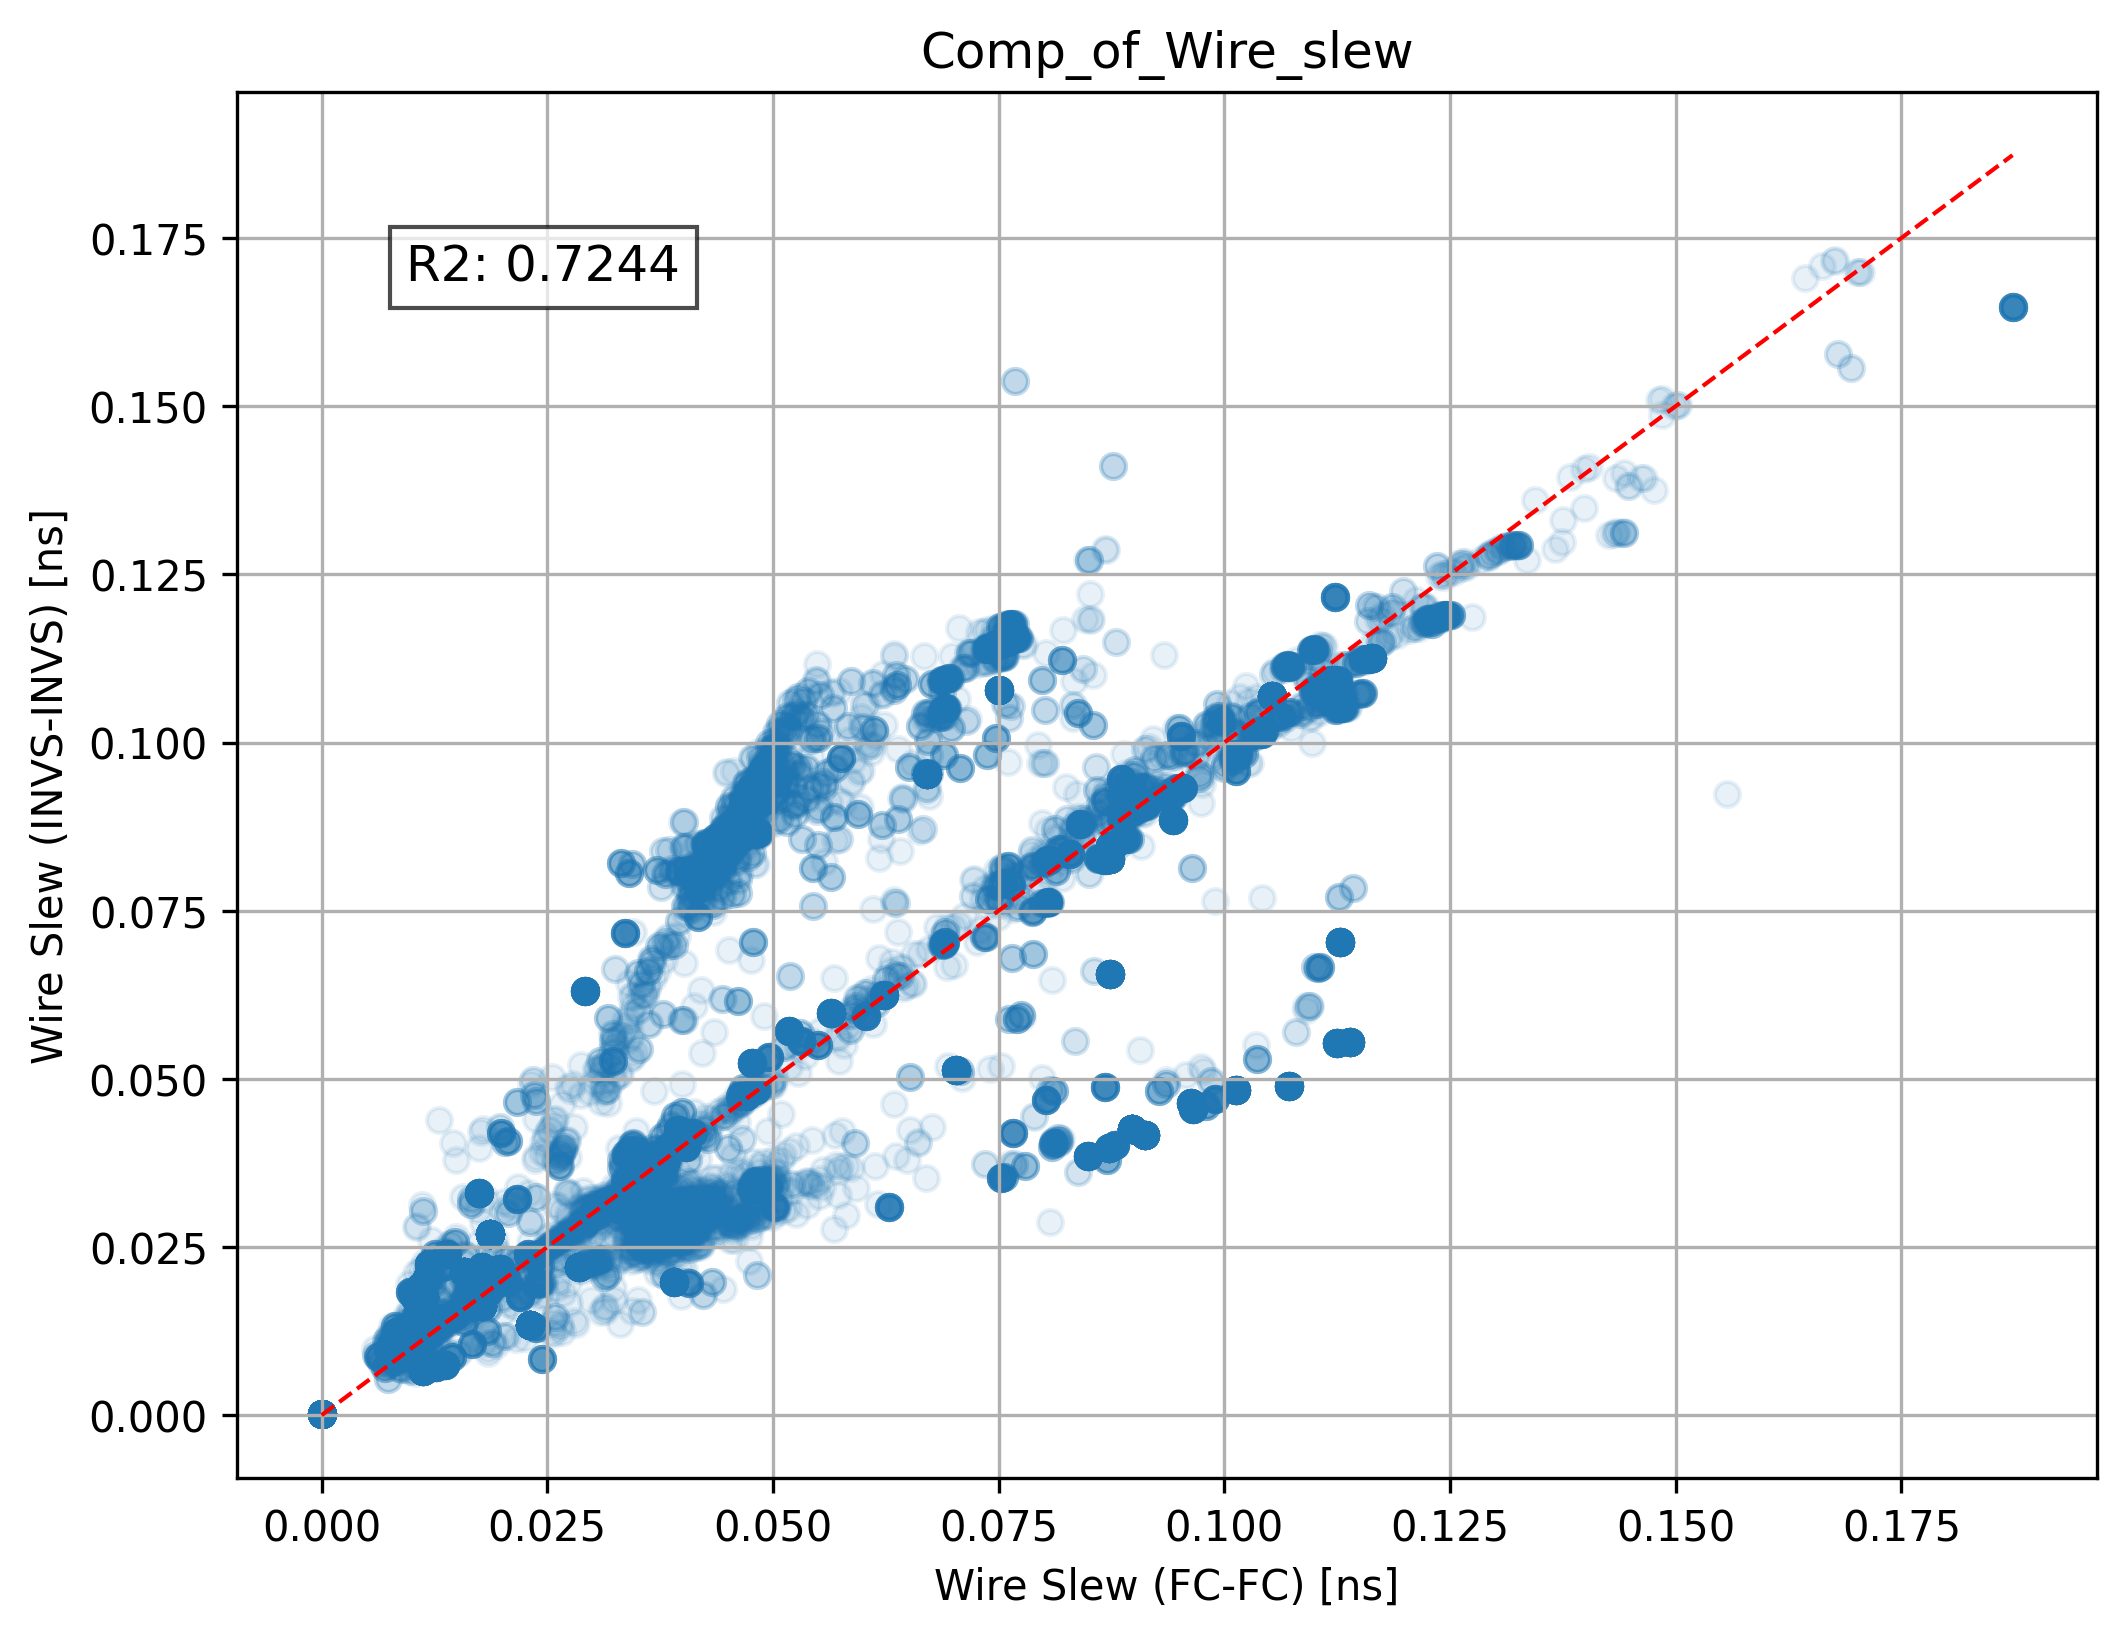 Comp_of_Wire_slew
R2: 0.7244
Wire Slew (INVS-INVS) [ns]
0.175
0.150
0.125
0.100
0.075
0.050
0.025
0.000
0.000 0.025 0.050 0.075 0.100 0.125 0.150 0.175
Wire Slew (FC-FC) [ns]